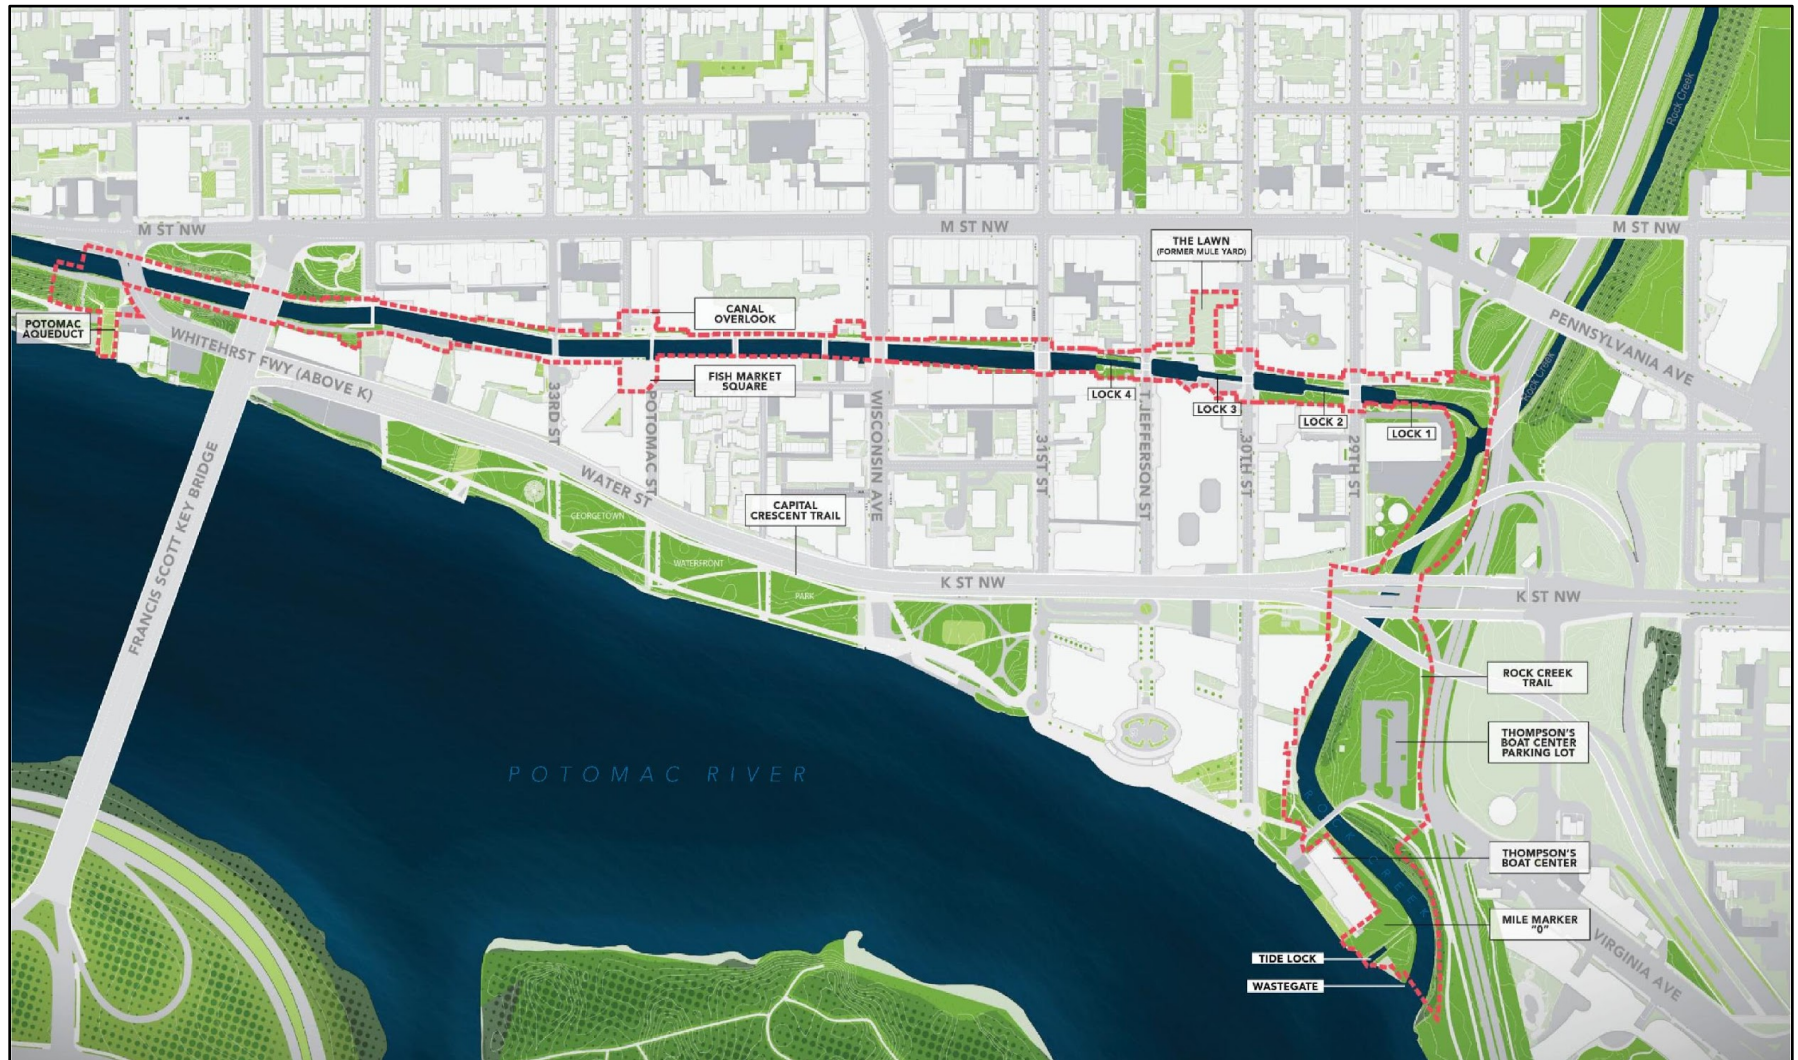 Rock Creek
M ST NW
M ST NW
M ST NW
THE LAWN
(FORMER MULE YARD)
CANAL
OVERLOOK
POTOMAC
AQUEDUCT
WHITEHRST FWY (ABOVE K)
PENNSYLVANIA AVE
Rock Creek
FISH MARKET
SQUARE
LOCK 4
LOCK 3
LOCK 2
LOCK 1
33RD ST
POTOMAC ST
WISCONSIN AVE
31ST ST
T.JEFFERSON ST
30TH ST
29TH ST
FRANCIS SCOTT KEY BRIDGE
WATER ST
CAPITAL
CRESCENT TRAIL
GEORGETOWN
WATERFRONT
PARK
K ST NW
K ST NW
ROCK CREEK
TRAIL
THOMPSON'S
BOAT CENTER
PARKING LOT
POTOMAC RIVER
ROCK CREEK
THOMPSON'S
BOAT CENTER
MILE MARKER
"0"
TIDE LOCK
WASTEGATE
VIRGINIA AVE